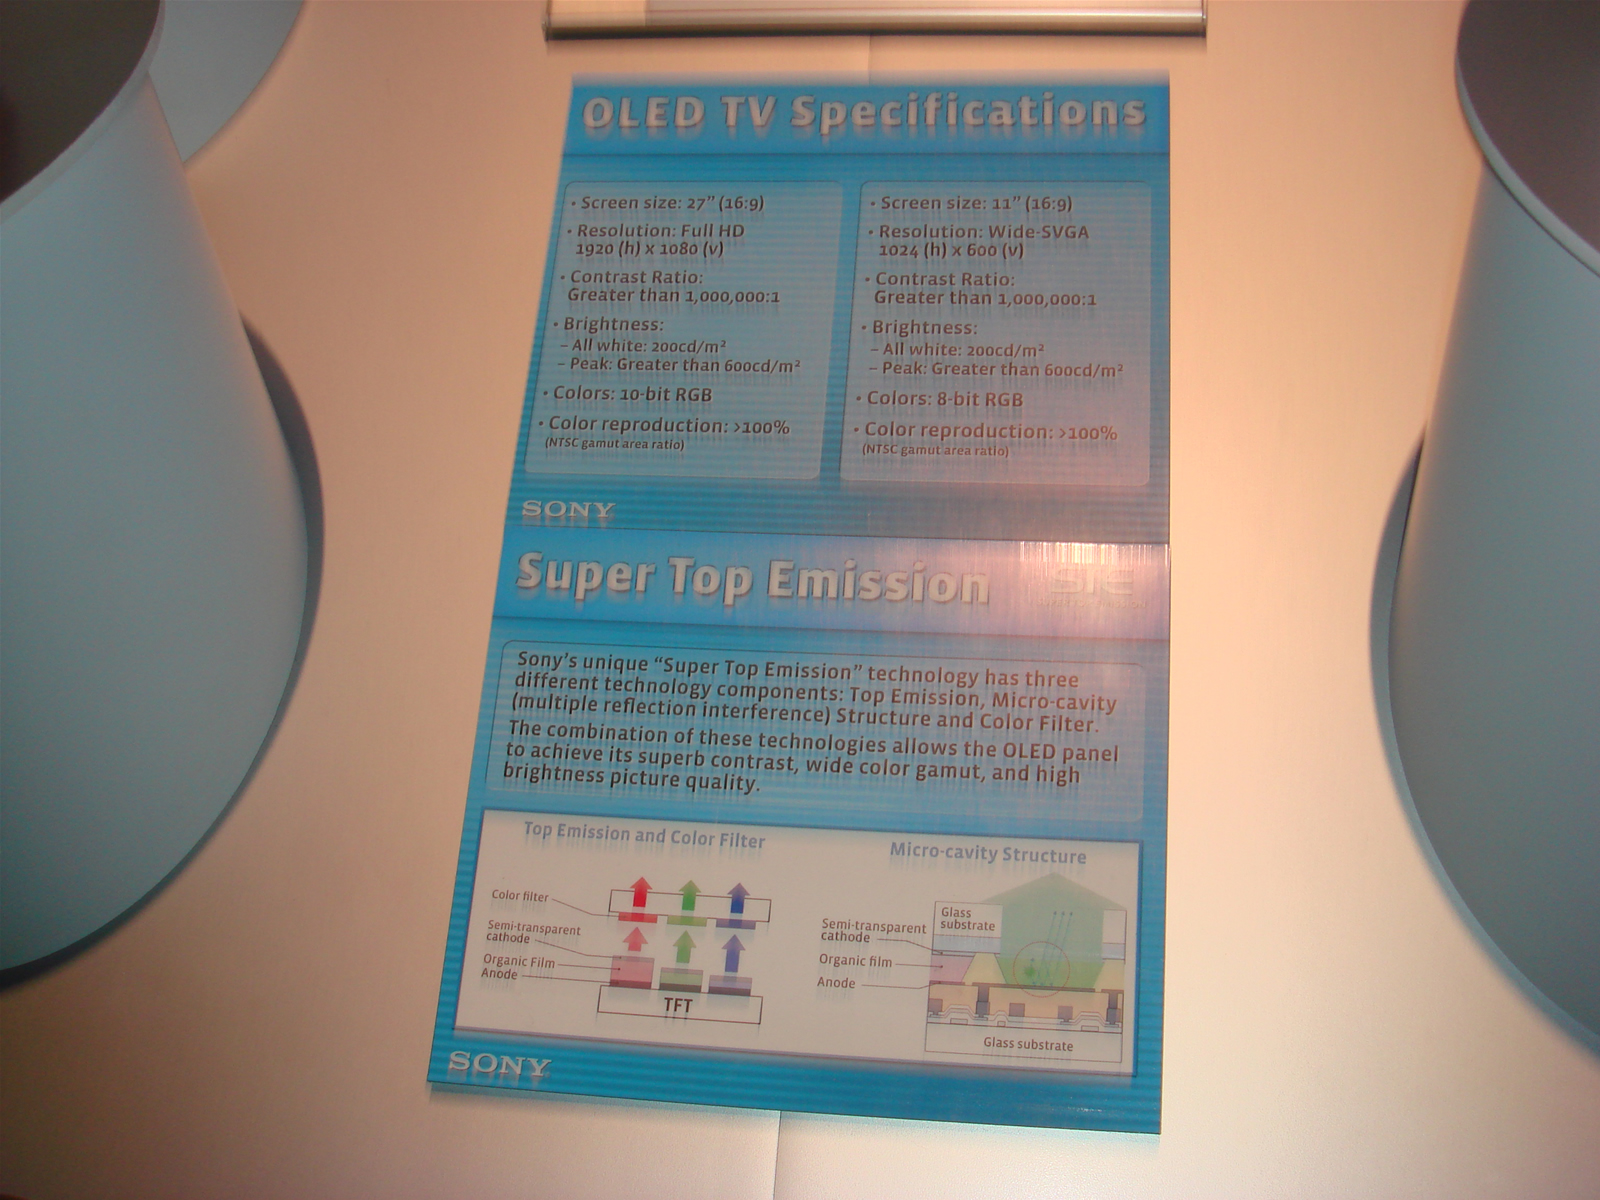 OLED TV Specifications
• Screen size: 27" (16:9)
• Resolution: Full HD
1920 (h) x 1080 (v)
• Contrast Ratio:
Greater than 1,000,000:1
• Brightness:
– All white: 200cd/m²
– Peak: Greater than 600cd/m²
• Colors: 10-bit RGB
• Color reproduction: >100%
(NTSC gamut area ratio)
• Screen size: 11" (16:9)
• Resolution: Wide-SVGA
1024 (h) x 600 (v)
• Contrast Ratio:
Greater than 1,000,000:1
• Brightness:
– All white: 200cd/m²
– Peak: Greater than 600cd/m²
• Colors: 8-bit RGB
• Color reproduction: >100%
(NTSC gamut area ratio)
SONY
Super Top Emission
Sony's unique “Super Top Emission” technology has three
different technology components: Top Emission, Micro-cavity
(multiple reflection interference) Structure and Color Filter.
The combination of these technologies allows the OLED panel
to achieve its superb contrast, wide color gamut, and high
brightness picture quality.
Top Emission and Color Filter
Color filter
Semi-transparent
cathode
Organic Film
Anode
TFT
Micro-cavity Structure
Glass
substrate
Semi-transparent
cathode
Organic film
Anode
Glass substrate
SONY